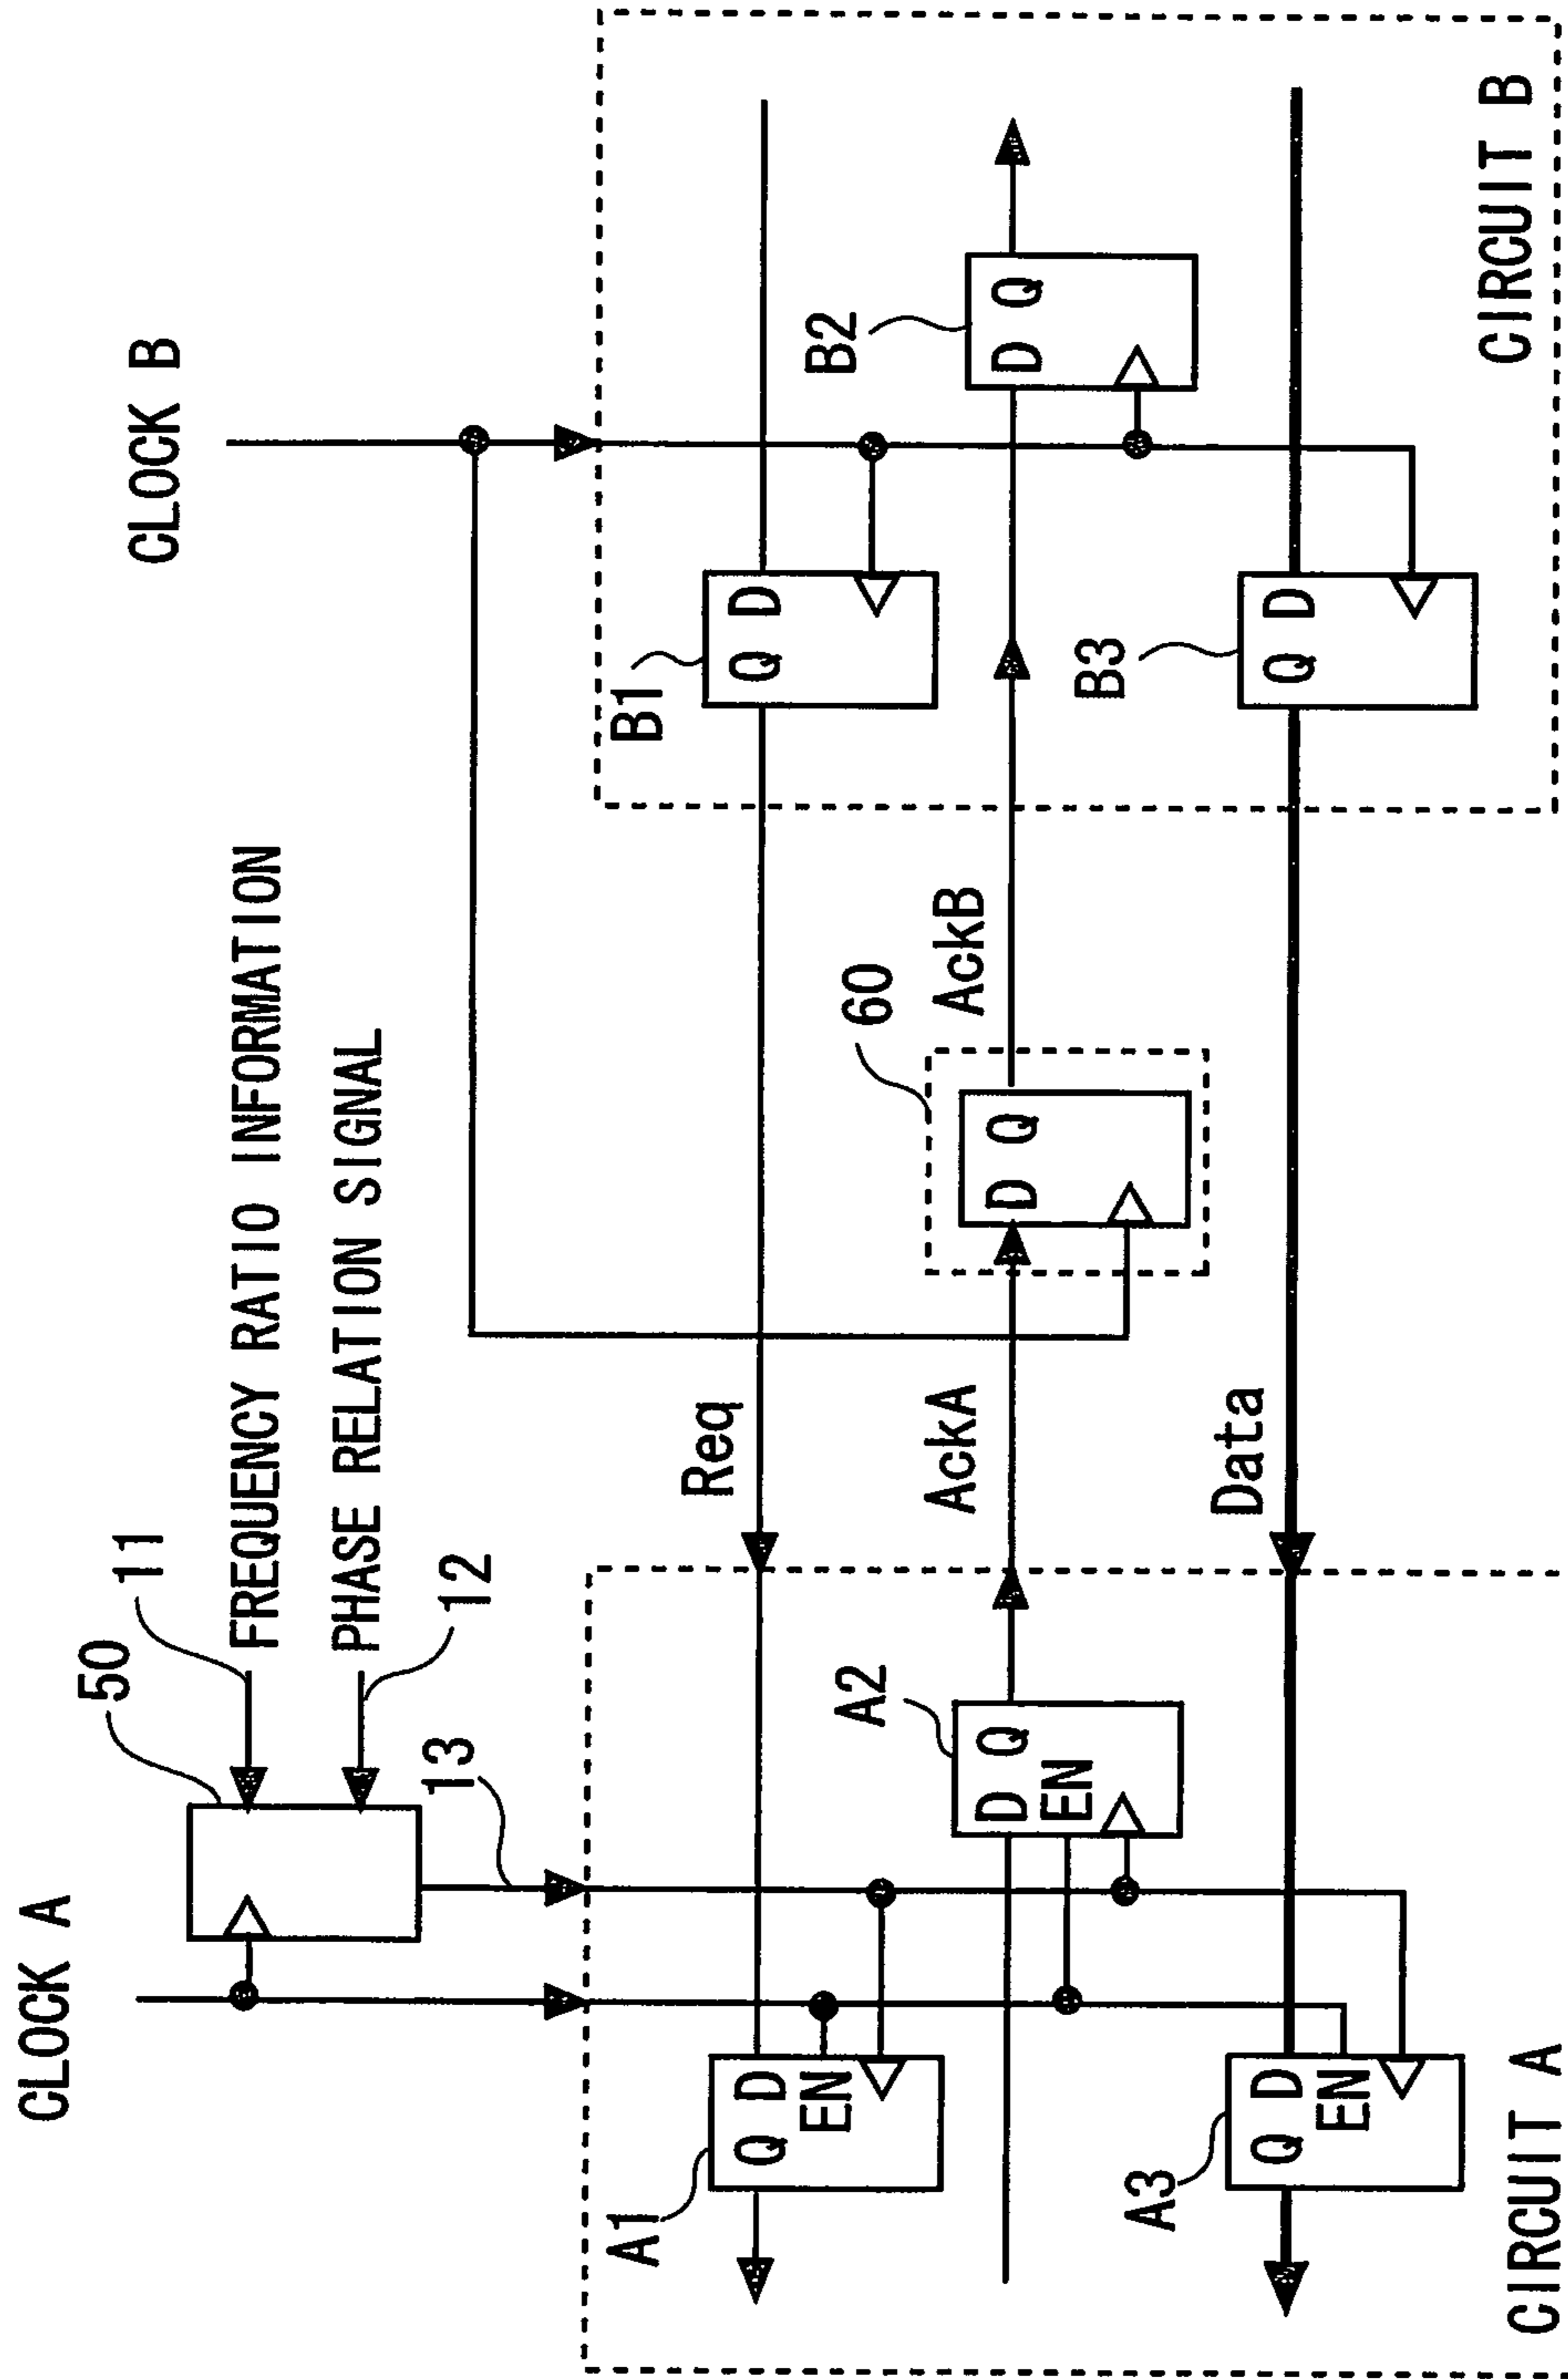 CLOCK A
50
11
FREQUENCY RATIO INFORMATION
PHASE RELATION SIGNAL
12
13
CLOCK B
A1
Q D
EN
Req
B1
Q D
A2
D Q
EN
AckA
60
D Q
AckB
B2
D Q
A3
Q D
EN
Data
B3
Q D
CIRCUIT A
CIRCUIT B